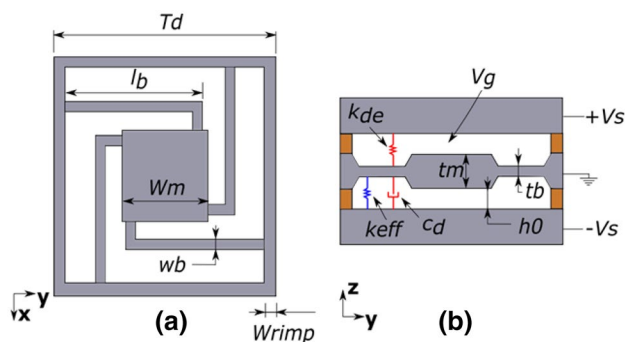 Td
lb
Wm
wb
y
x
(a)
Wrimp
Vg
kde
+Vs
tm
tb
keff
cd
h0
-Vs
z
y
(b)